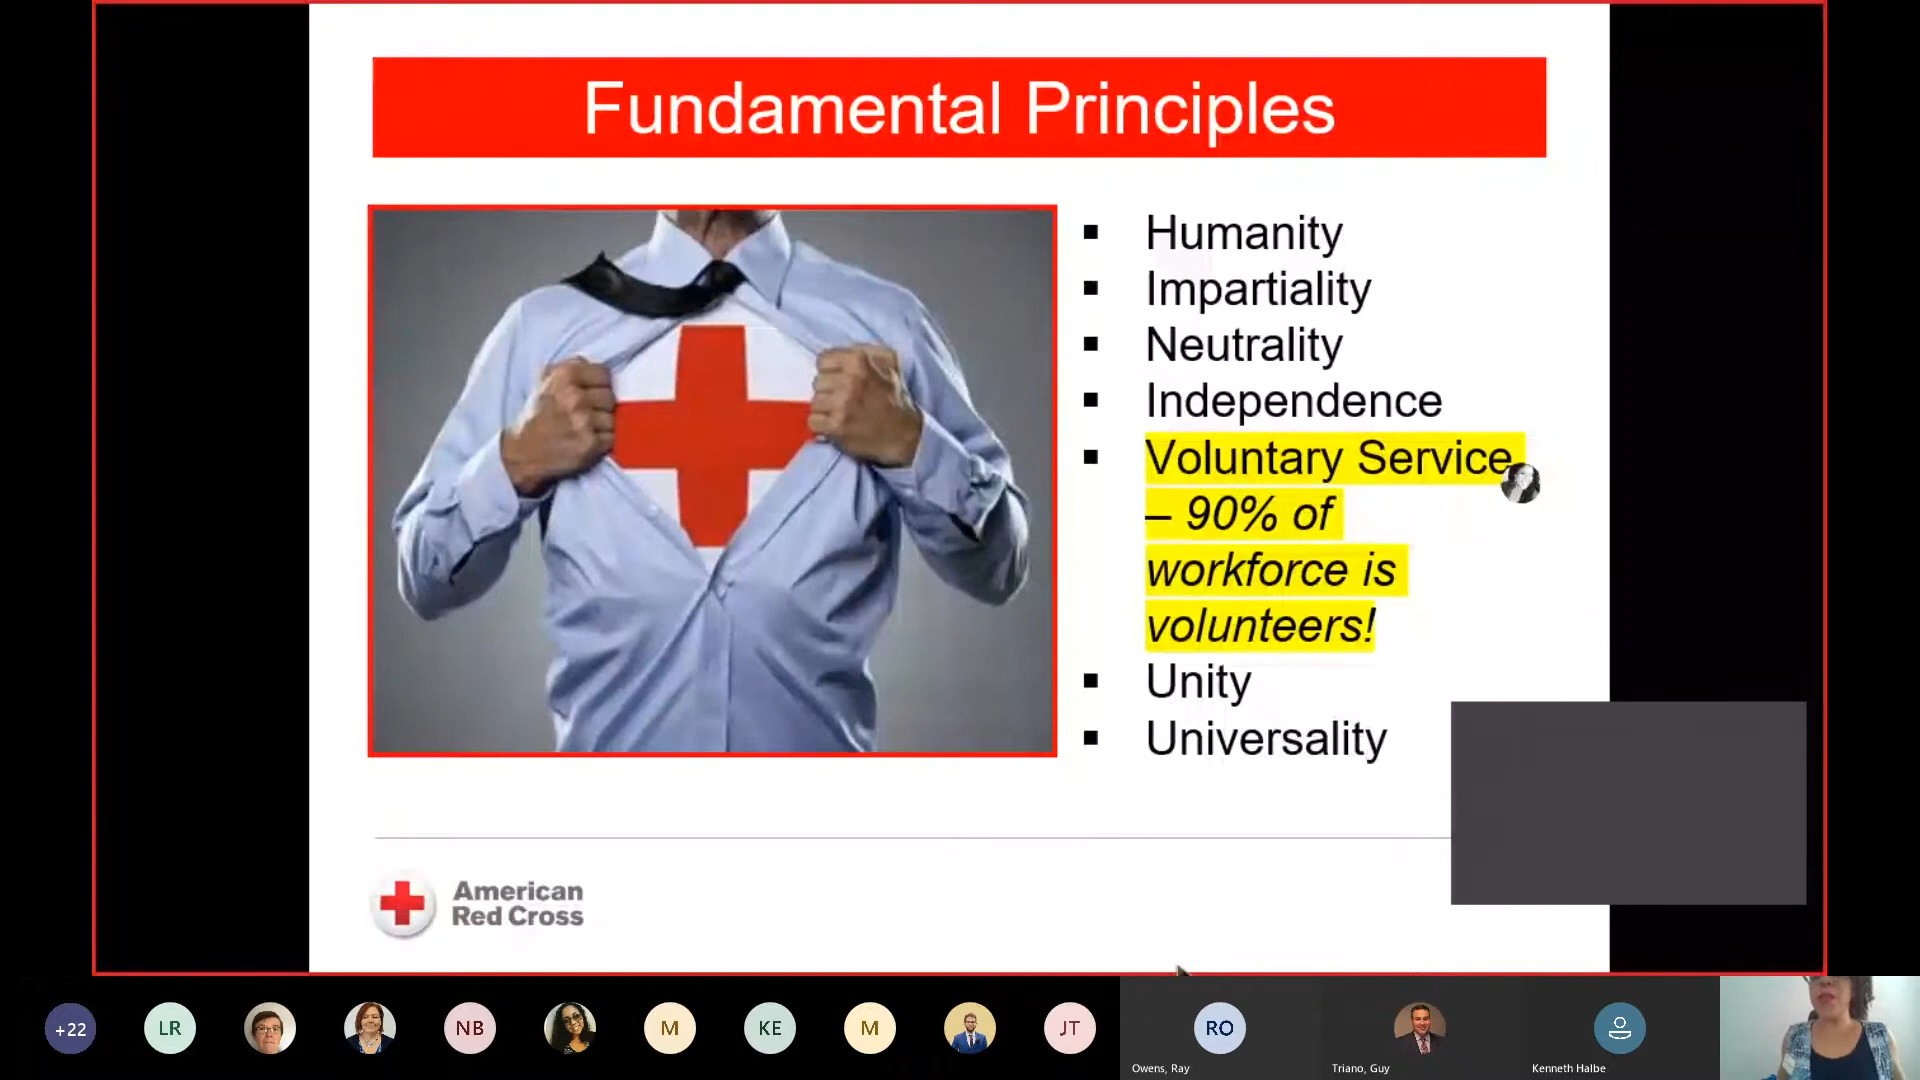 Fundamental Principles
▪ Humanity
▪ Impartiality
▪ Neutrality
▪ Independence
▪ Voluntary Service
– 90% of
workforce is
volunteers!
▪ Unity
▪ Universality
American
Red Cross
+22
LR
NB
M
KE
M
JT
RO
Owens, Ray
Triano, Guy
Kenneth Halbe